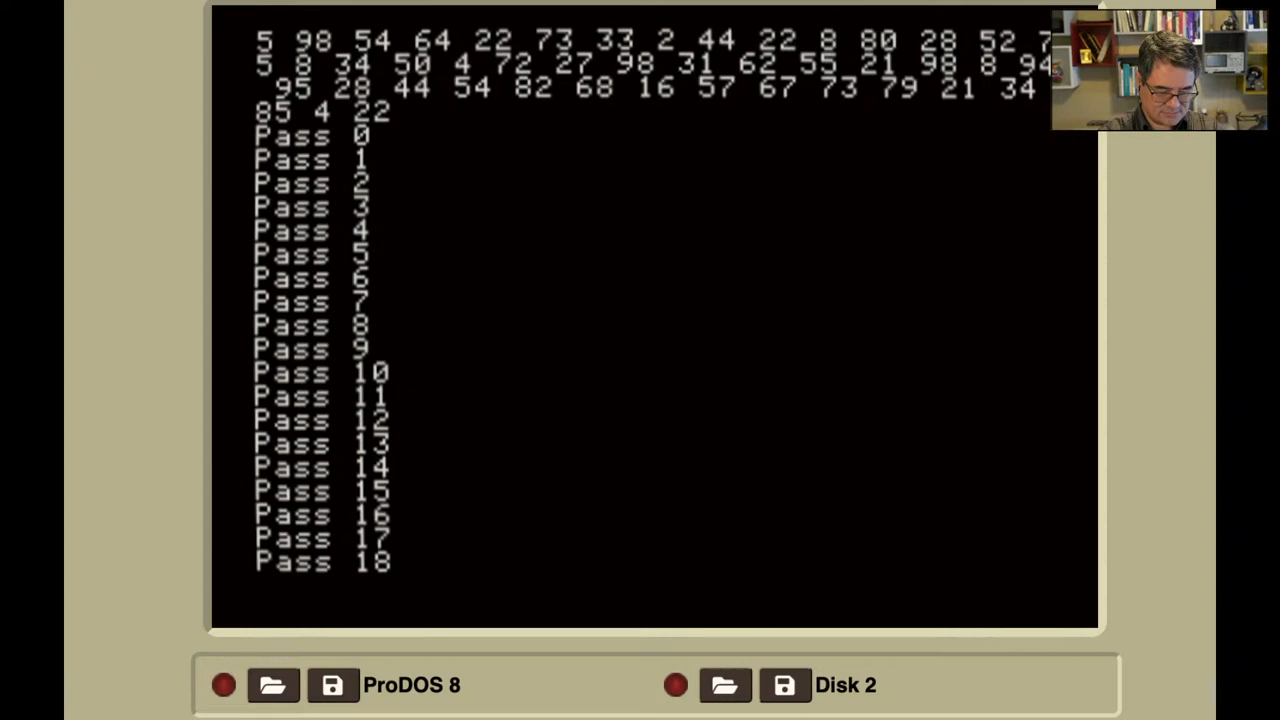 5 98 54 64 22 73 33 2 44 22 8 80 28 52
5 8 34 50 4 72 27 98 31 62 55 21 98 8 94
95 28 44 54 82 68 16 57 67 73 79 21 34
85 4 22
Pass 0
Pass 1
Pass 2
Pass 3
Pass 4
Pass 5
Pass 6
Pass 7
Pass 8
Pass 9
Pass 10
Pass 11
Pass 12
Pass 13
Pass 14
Pass 15
Pass 16
Pass 17
Pass 18
ProDOS 8
Disk 2